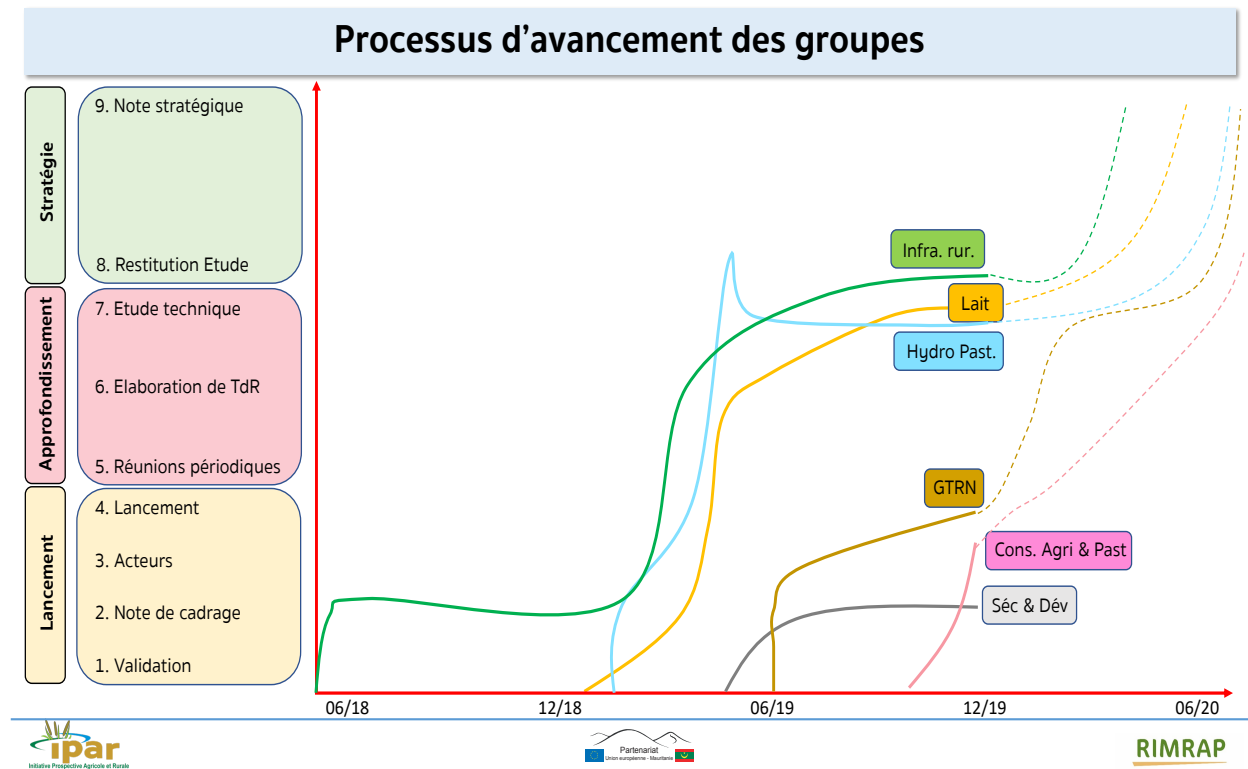 Processus d’avancement des groupes
Stratégie
9. Note stratégique
8. Restitution Etude
Approfondissement
7. Etude technique
6. Elaboration de TdR
5. Réunions périodiques
Lancement
4. Lancement
3. Acteurs
2. Note de cadrage
1. Validation
Infra. rur.
Lait
Hydro Past.
GTRN
Cons. Agri & Past
Séc & Dév
06/18
12/18
06/19
12/19
06/20
ipar
Initiative Prospective Agricole et Rurale
Partenariat
Union européenne - Mauritanie
RIMRAP